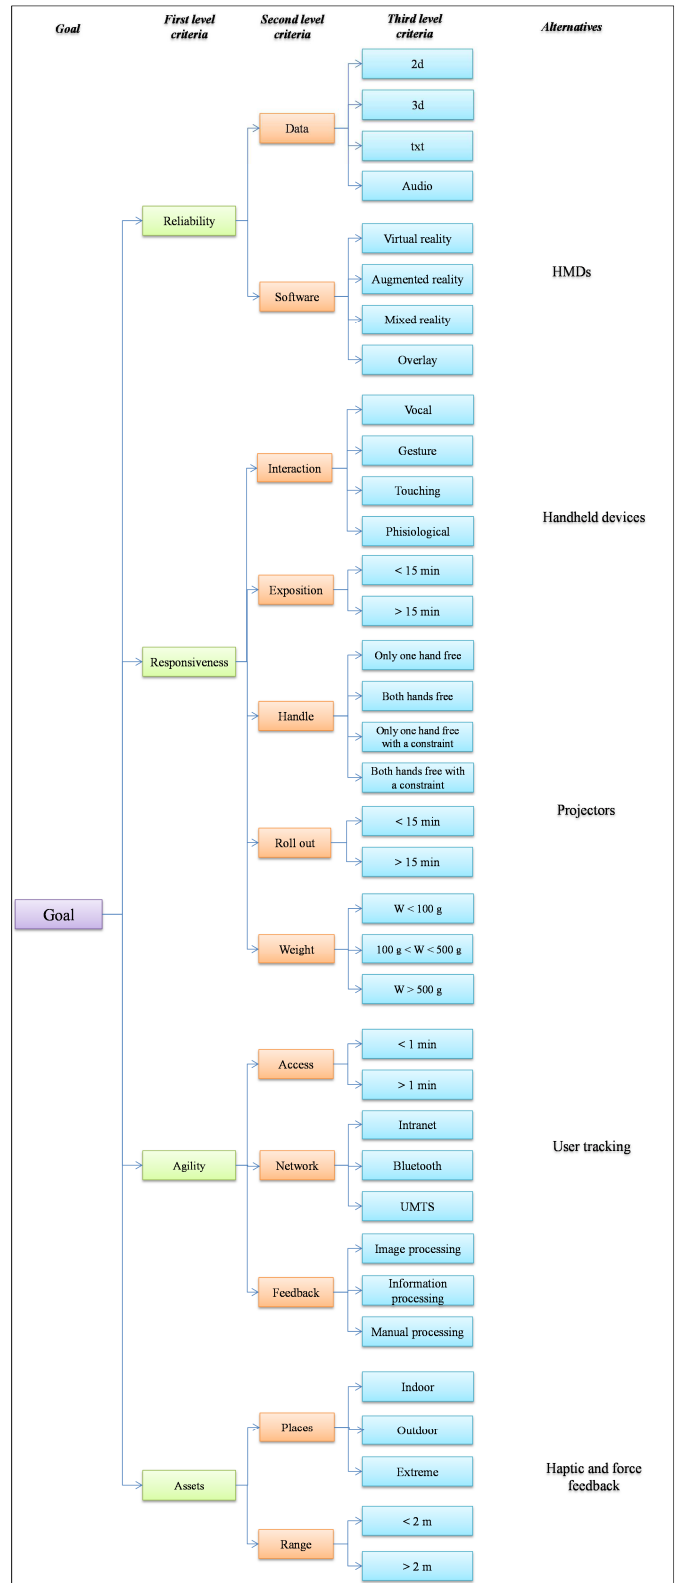 Goal
First level
criteria
Second level
criteria
Third level
criteria
Alternatives
2d
3d
txt
Audio
Data
Reliability
Virtual reality
Augmented reality
Mixed reality
Overlay
Software
HMDs
Vocal
Gesture
Touching
Phisiological
Interaction
Handheld devices
< 15 min
> 15 min
Exposition
Responsiveness
Only one hand free
Both hands free
Only one hand free
with a constraint
Both hands free with
a constraint
Handle
Projectors
< 15 min
> 15 min
Roll out
Goal
W < 100 g
100 g < W < 500 g
W > 500 g
Weight
< 1 min
> 1 min
Access
Intranet
Bluetooth
UMTS
Network
Agility
User tracking
Image processing
Information
processing
Manual processing
Feedback
Indoor
Outdoor
Extreme
Places
Assets
Haptic and force
feedback
< 2 m
> 2 m
Range